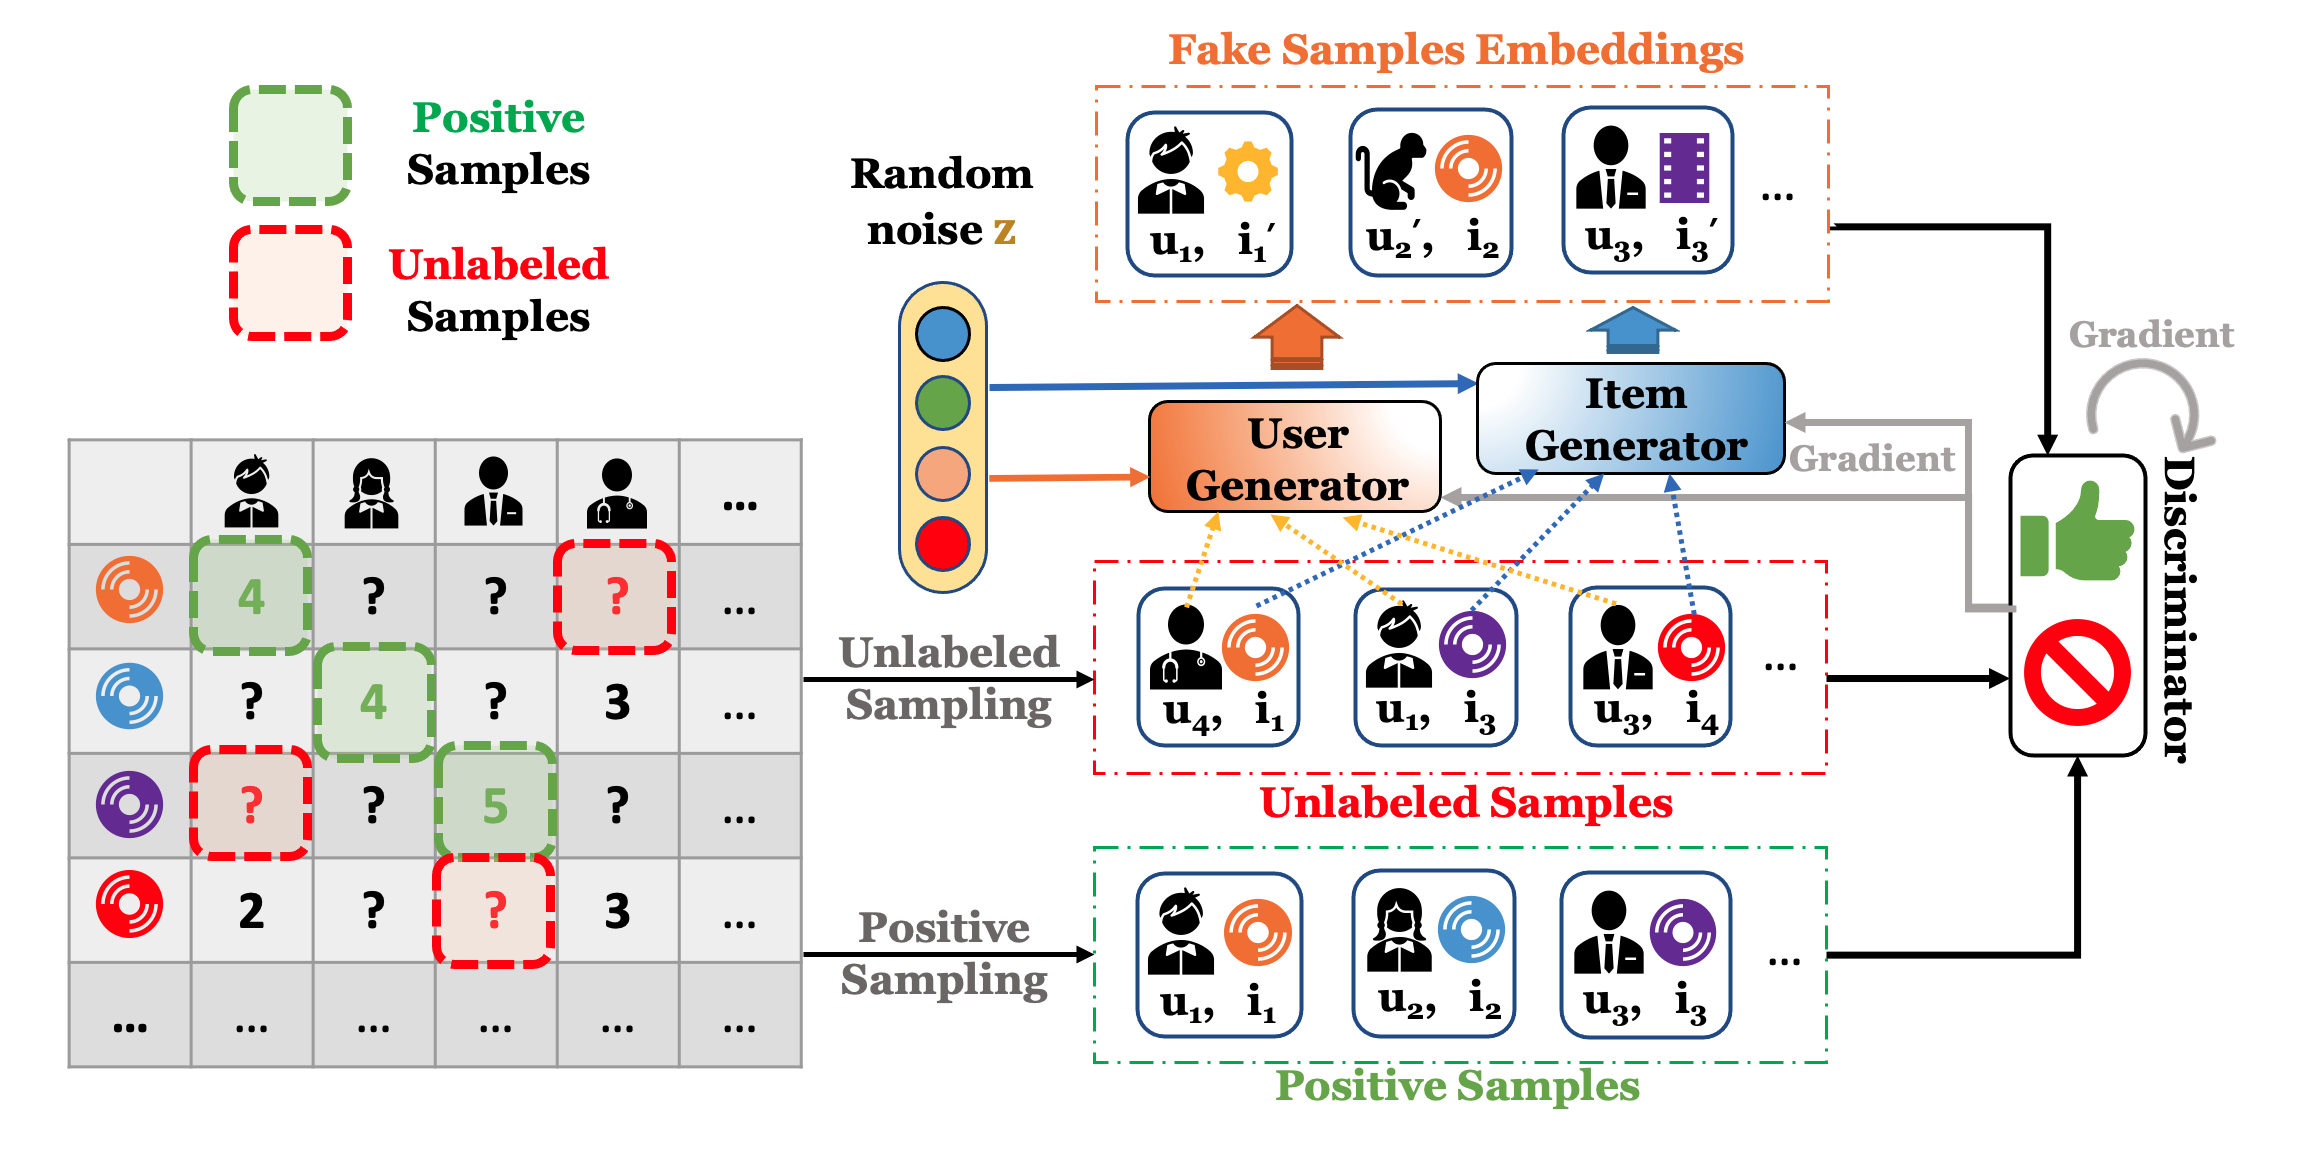 Fake Samples Embeddings
Positive
Samples
Unlabeled
Samples
Random
noise z
u₁, i₁′
u₂′, i₂
u₃, i₃′
...
Gradient
Item
Generator
User
Generator
Gradient
Discriminator
...
4 ? ? ? ...
? 4 ? 3 ...
? ? 5 ? ...
2 ? ? 3 ...
... ... ... ... ... ...
Unlabeled
Sampling
u₄, i₁
u₁, i₃
u₃, i₄
...
Unlabeled Samples
Positive
Sampling
u₁, i₁
u₂, i₂
u₃, i₃
...
Positive Samples